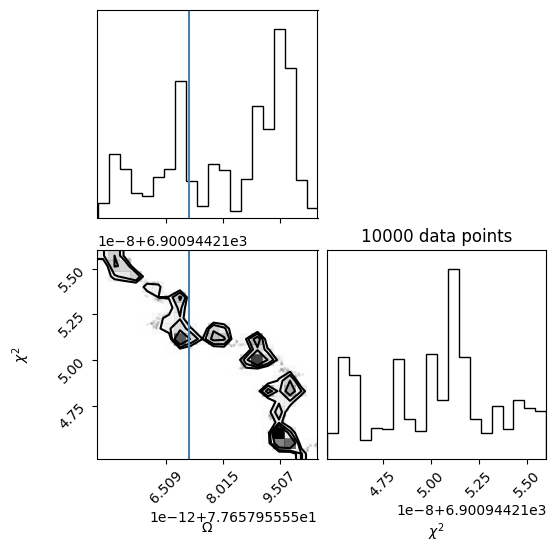 1e−8+6.90094421e3
10000 data points
5.50
5.25
5.00
4.75
χ²
6.509
8.015
9.507
1e−12+7.765795555e1
Ω
4.75
5.00
5.25
5.50
1e−8+6.90094421e3
χ²